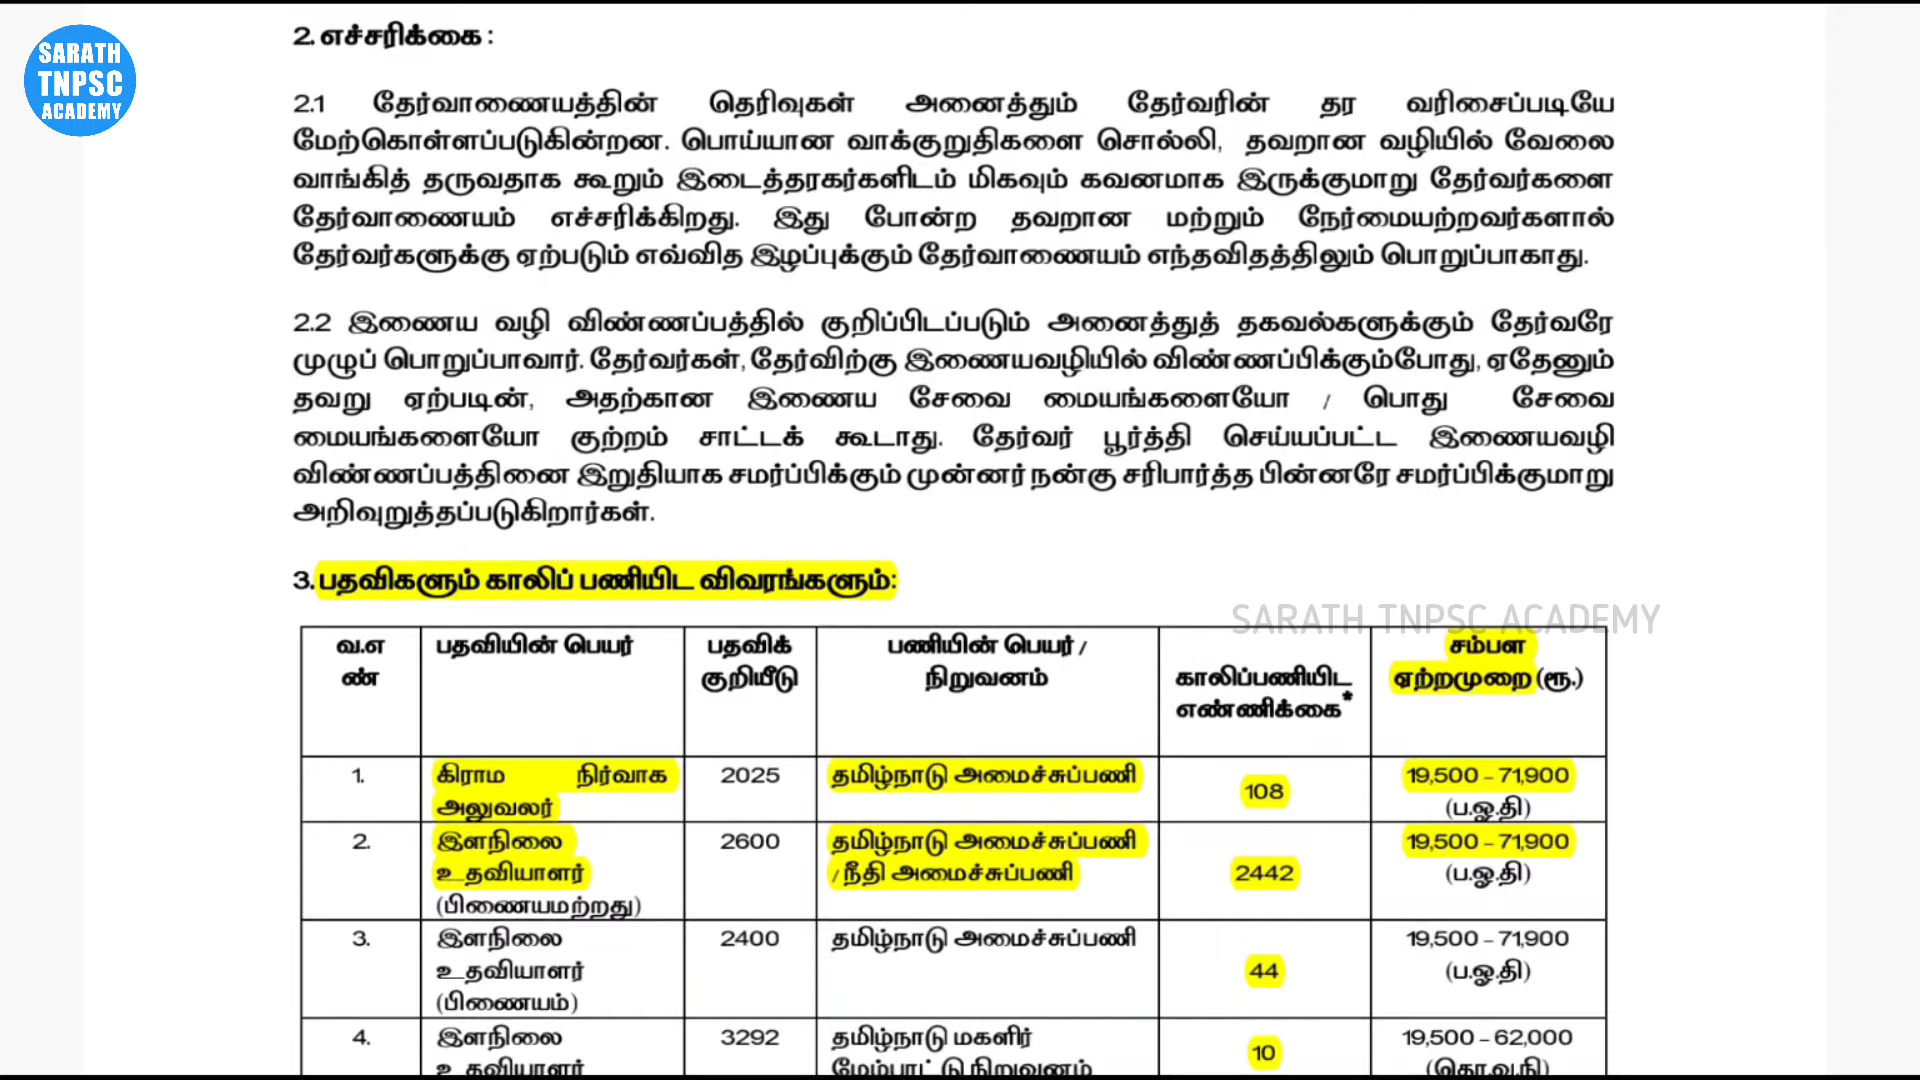 SARATH
TNPSC
ACADEMY
2. எச்சரிக்கை :
2.1 தேர்வாணையத்தின் தெரிவுகள் அனைத்தும் தேர்வரின் தர வரிசைப்படியே
மேற்கொள்ளப்படுகின்றன. பொய்யான வாக்குறுதிகளை சொல்லி, தவறான வழியில் வேலை
வாங்கித் தருவதாக கூறும் இடைத்தரகர்களிடம் மிகவும் கவனமாக இருக்குமாறு தேர்வர்களை
தேர்வாணையம் எச்சரிக்கிறது. இது போன்ற தவறான மற்றும் நேர்மையற்றவர்களால்
தேர்வர்களுக்கு ஏற்படும் எவ்வித இழப்புக்கும் தேர்வாணையம் எந்தவிதத்திலும் பொறுப்பாகாது.
2.2 இணைய வழி விண்ணப்பத்தில் குறிப்பிடப்படும் அனைத்துத் தகவல்களுக்கும் தேர்வரே
முழுப் பொறுப்பாவார். தேர்வர்கள், தேர்விற்கு இணையவழியில் விண்ணப்பிக்கும்போது, ஏதேனும்
தவறு ஏற்படின், அதற்கான இணைய சேவை மையங்களையோ / பொது சேவை
மையங்களையோ குற்றம் சாட்டக் கூடாது. தேர்வர் பூர்த்தி செய்யப்பட்ட இணையவழி
விண்ணப்பத்தினை இறுதியாக சமர்ப்பிக்கும் முன்னர் நன்கு சரிபார்த்த பின்னரே சமர்ப்பிக்குமாறு
அறிவுறுத்தப்படுகிறார்கள்.
3. பதவிகளும் காலிப் பணியிட விவரங்களும்:
SARATH TNPSC ACADEMY
வ.எ பதவியின் பெயர் பதவிக் பணியின் பெயர் / சம்பள
ண் குறியீடு நிறுவனம் காலிப்பணியிட ஏற்றமுறை (ரூ.)
எண்ணிக்கை*
1. கிராம நிர்வாக 2025 தமிழ்நாடு அமைச்சுப்பணி 108 19,500 – 71,900
அலுவலர் (ப.ஓ.தி)
2. இளநிலை 2600 தமிழ்நாடு அமைச்சுப்பணி 19,500 – 71,900
உதவியாளர் / நீதி அமைச்சுப்பணி 2442 (ப.ஓ.தி)
(பிணையமற்றது)
3. இளநிலை 2400 தமிழ்நாடு அமைச்சுப்பணி 19,500 – 71,900
உதவியாளர் 44 (ப.ஓ.தி)
(பிணையம்)
4. இளநிலை 3292 தமிழ்நாடு மகளிர் 10 19,500 – 62,000
உதவியாளர் மேம்பாட்டு நிறுவனம் (தொ.வ.நி)